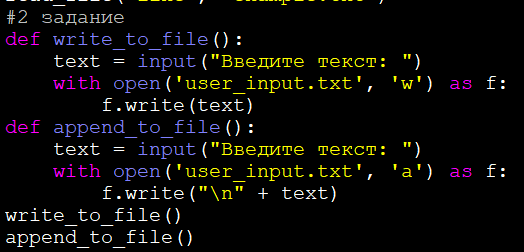 #2 задание
def write_to_file():
    text = input("Введите текст: ")
    with open('user_input.txt', 'w') as f:
        f.write(text)
def append_to_file():
    text = input("Введите текст: ")
    with open('user_input.txt', 'a') as f:
        f.write("\n" + text)
write_to_file()
append_to_file()